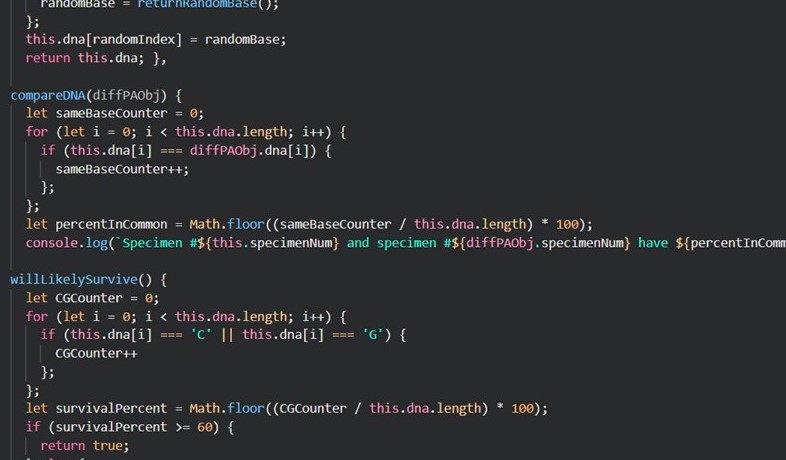 randomBase = returnRandomBase();
};
this.dna[randomIndex] = randomBase;
return this.dna; },
compareDNA(diffPAObj) {
let sameBaseCounter = 0;
for (let i = 0; i < this.dna.length; i++) {
if (this.dna[i] === diffPAObj.dna[i]) {
sameBaseCounter++;
};
};
let percentInCommon = Math.floor((sameBaseCounter / this.dna.length) * 100);
console.log(`Specimen #${this.specimenNum} and specimen #${diffPAObj.specimenNum} have ${percentInComm
willLikelySurvive() {
let CGCounter = 0;
for (let i = 0; i < this.dna.length; i++) {
if (this.dna[i] === 'C' || this.dna[i] === 'G') {
CGCounter++
};
};
let survivalPercent = Math.floor((CGCounter / this.dna.length) * 100);
if (survivalPercent >= 60) {
return true;